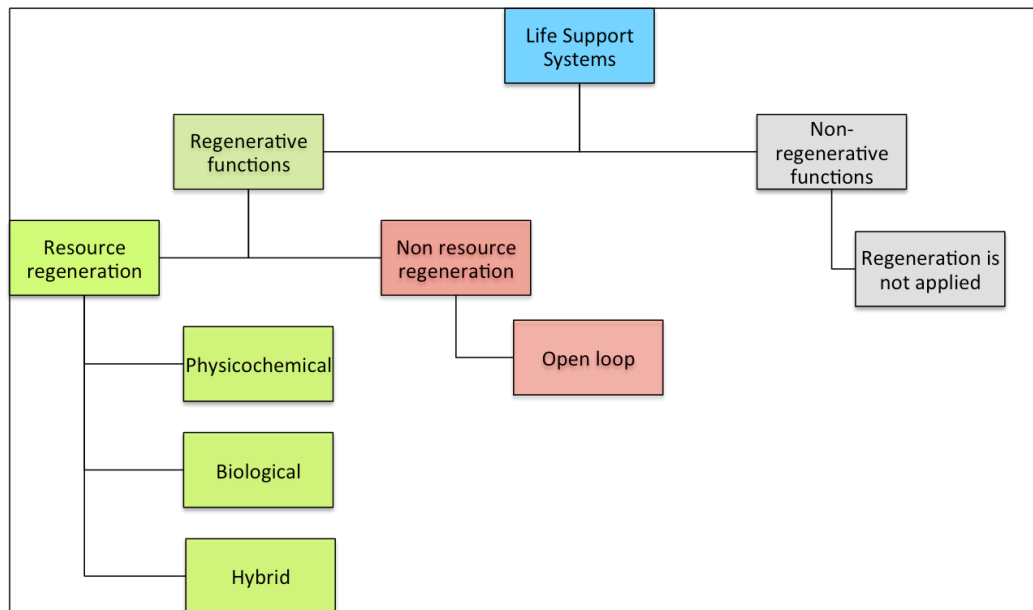 Life Support
Systems
Regenerative
functions
Non-
regenerative
functions
Resource
regeneration
Non resource
regeneration
Regeneration is
not applied
Physicochemical
Open loop
Biological
Hybrid